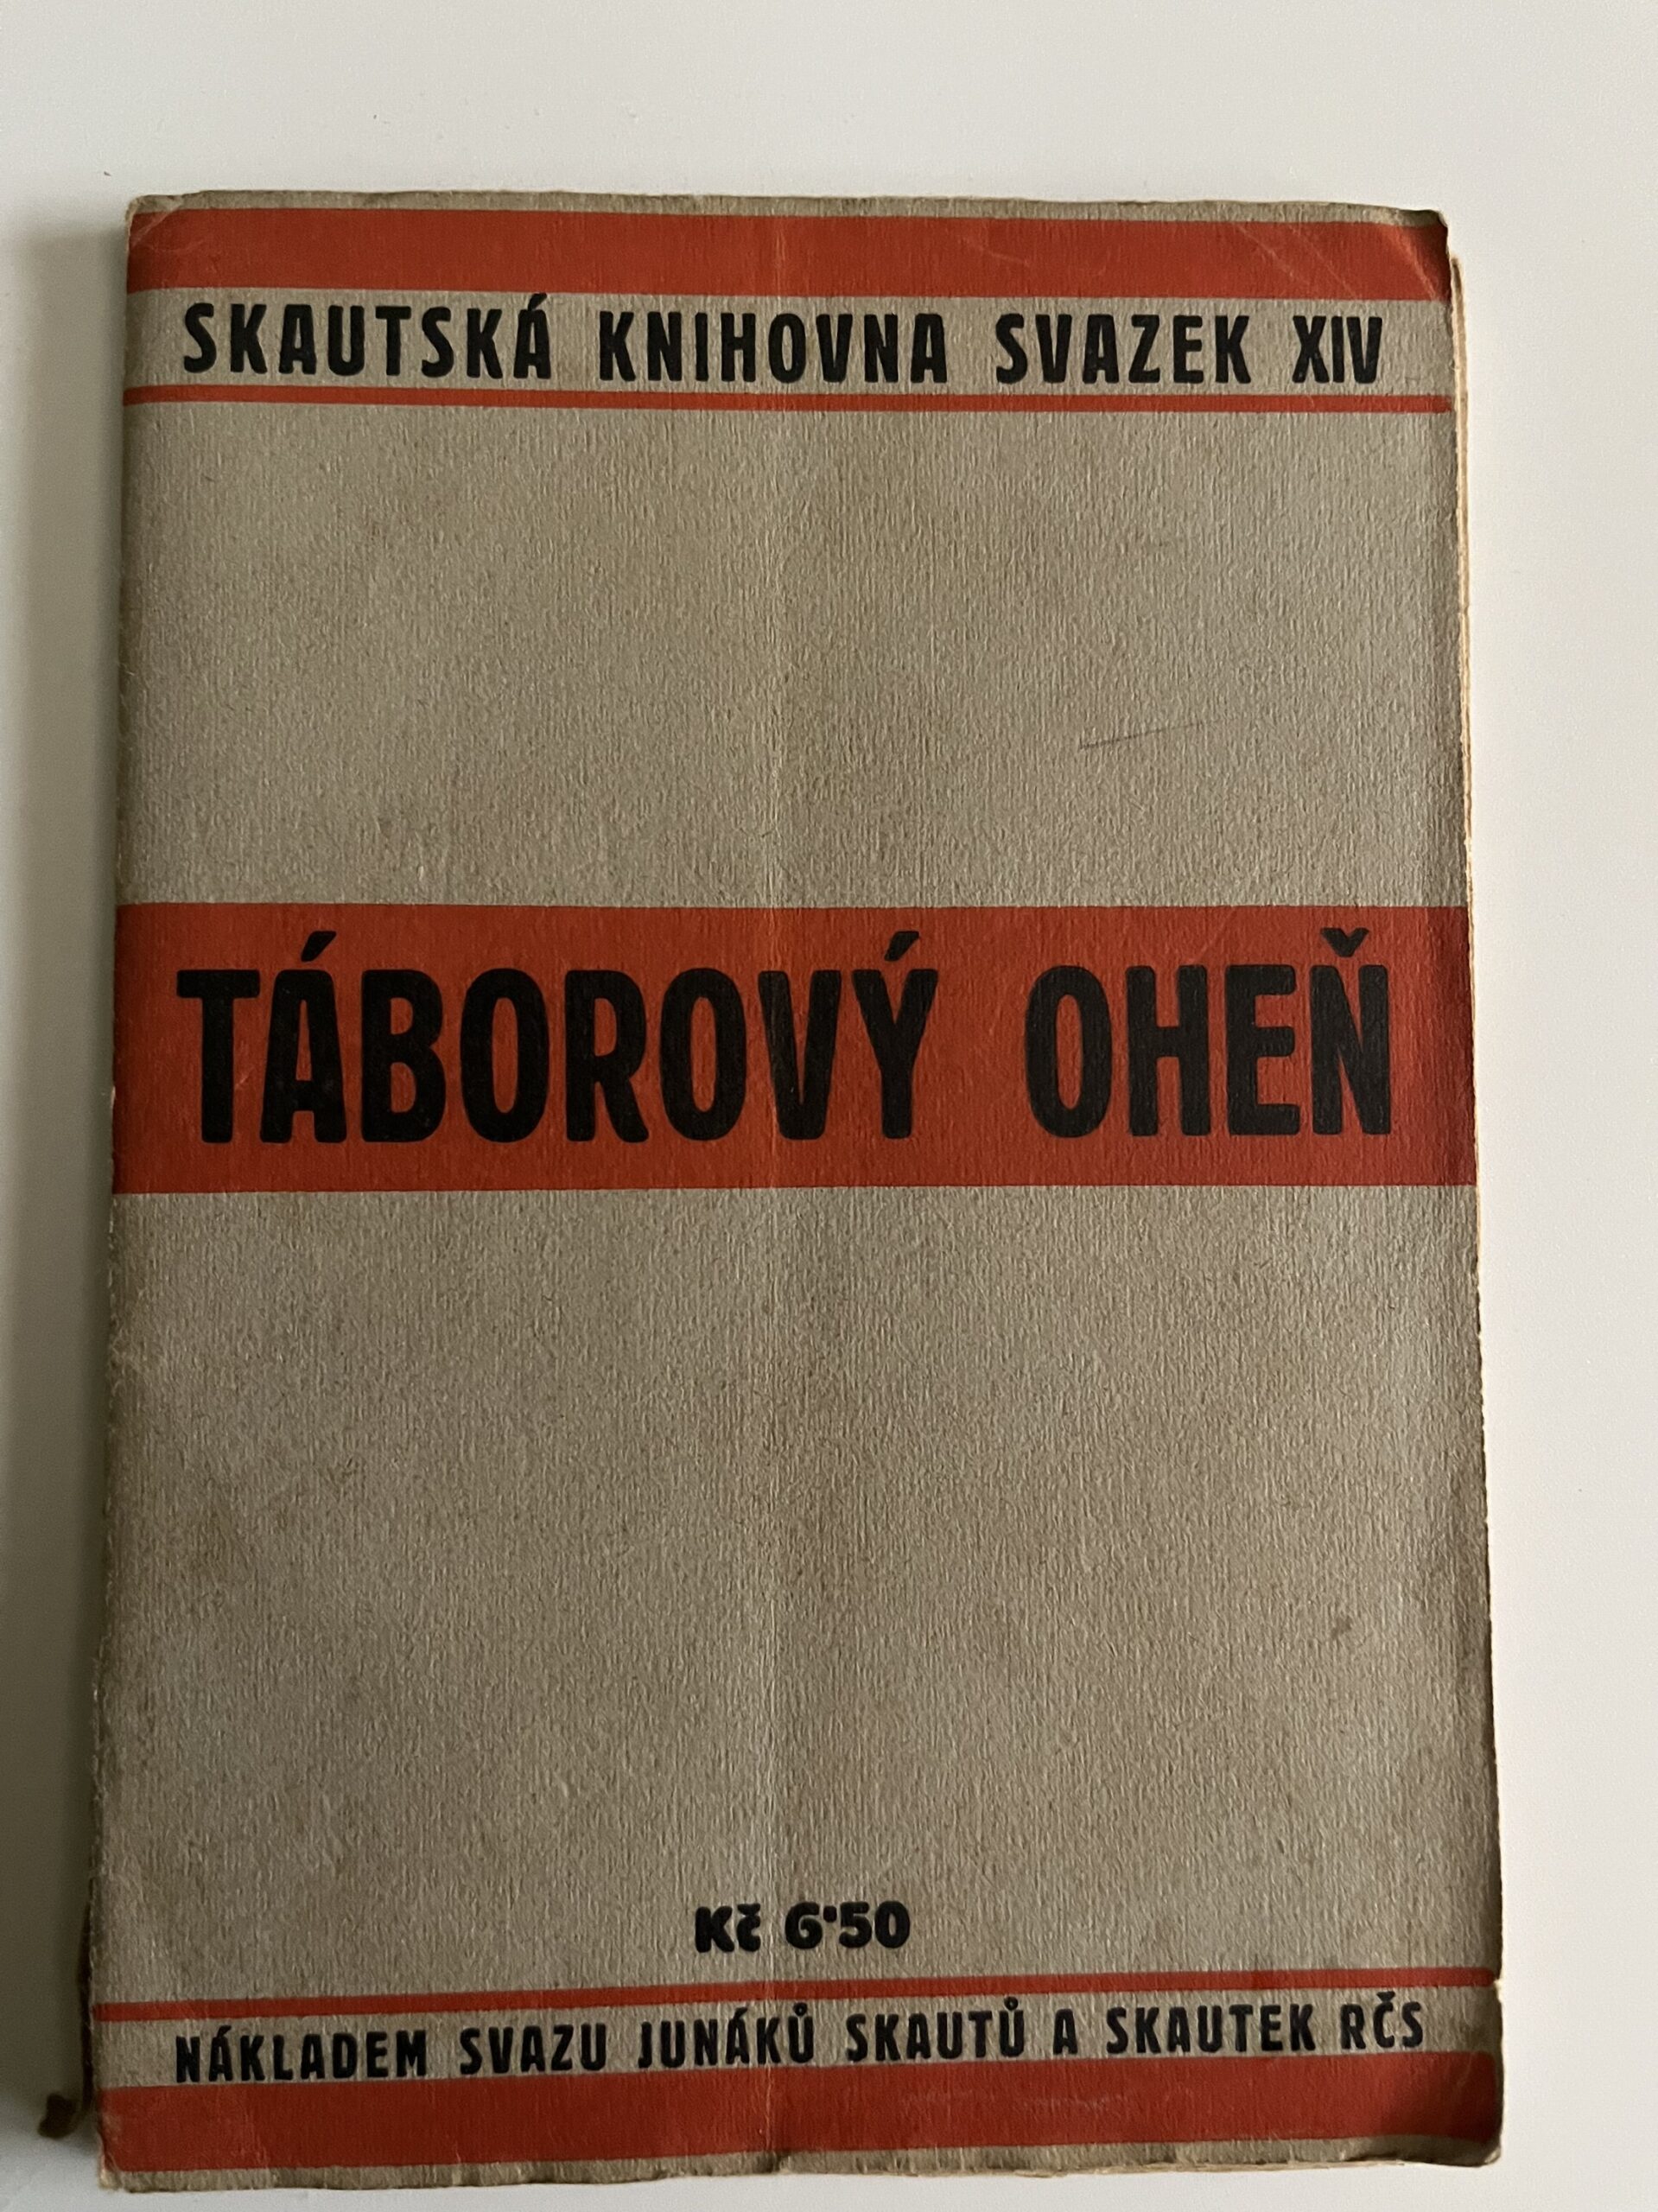 SKAUTSKÁ KNIHOVNA SVAZEK XIV
TÁBOROVÝ OHEŇ
Kč 6·50
NÁKLADEM SVAZU JUNÁKŮ SKAUTŮ A SKAUTEK RČS